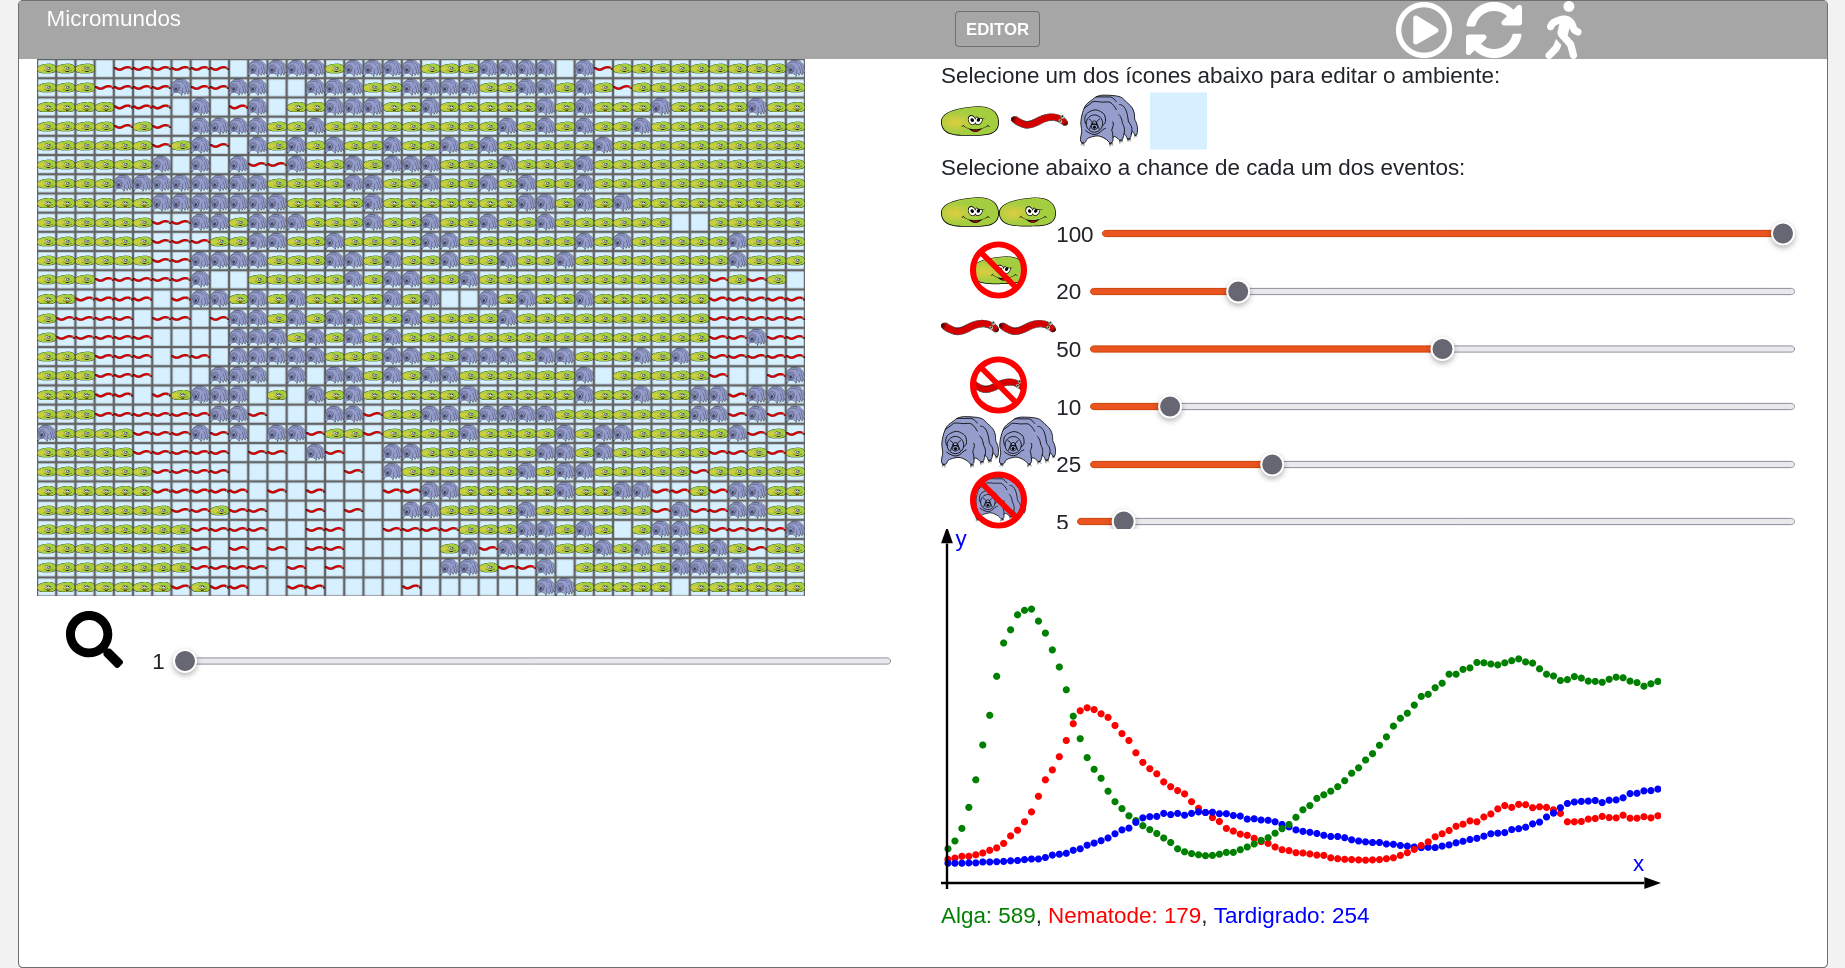 Micromundos
EDITOR
Selecione um dos ícones abaixo para editar o ambiente:
Selecione abaixo a chance de cada um dos eventos:
100
20
50
10
25
5
y
x
1
Alga: 589, Nematode: 179, Tardigrado: 254